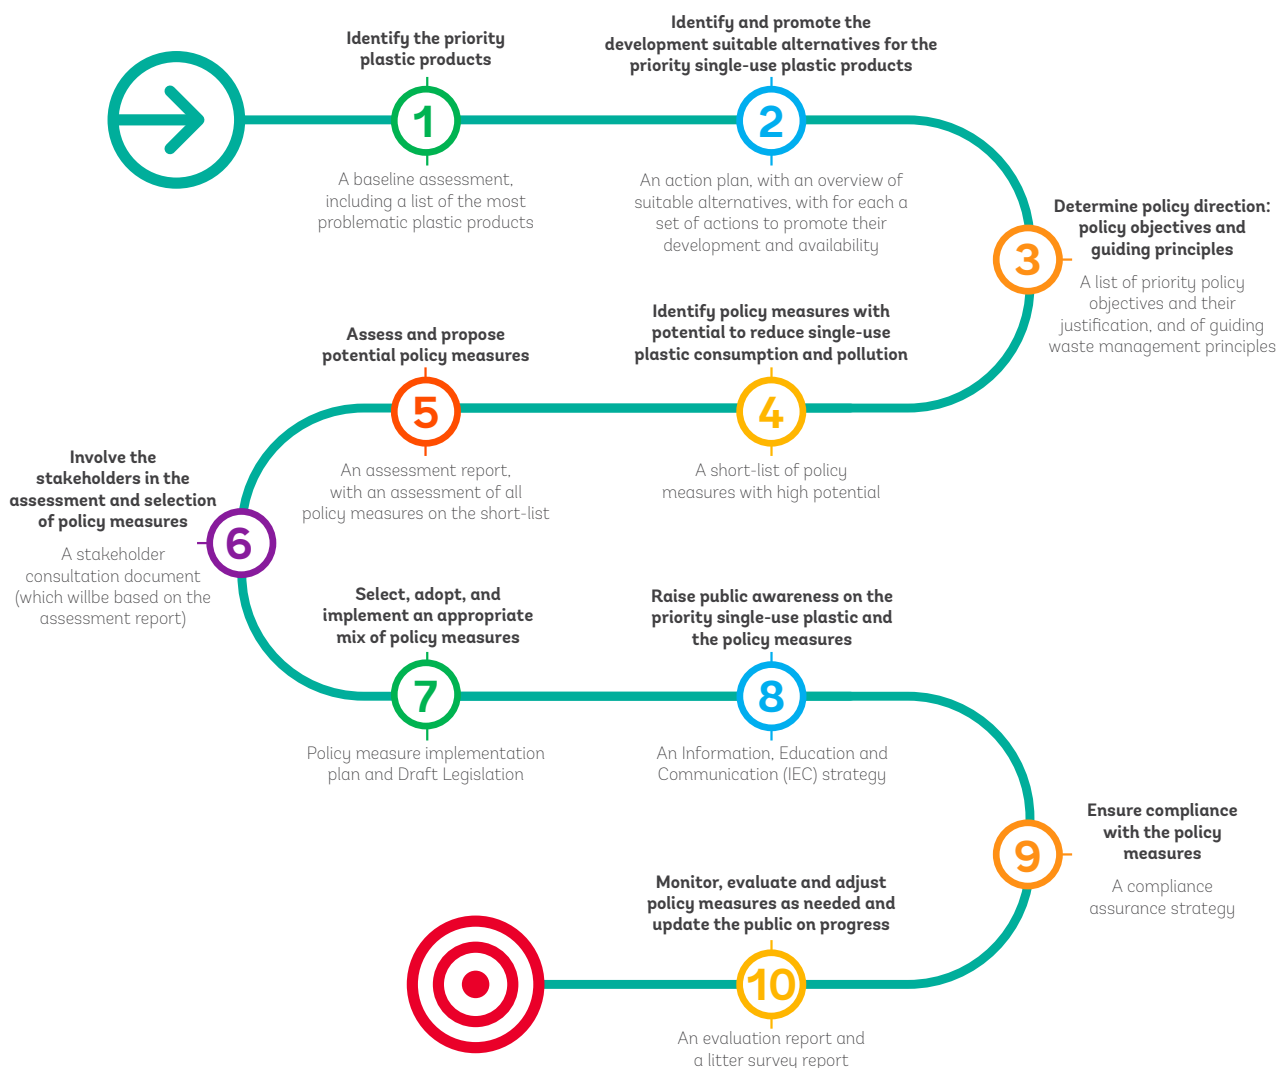 Identify the priority
plastic products
1
A baseline assessment,
including a list of the most
problematic plastic products
Identify and promote the
development suitable alternatives for the
priority single-use plastic products
2
An action plan, with an overview of
suitable alternatives, with for each a
set of actions to promote their
development and availability
Determine policy direction:
policy objectives and
guiding principles
3
A list of priority policy
objectives and their
justification, and of guiding
waste management principles
Identify policy measures with
potential to reduce single-use
plastic consumption and pollution
4
A short-list of policy
measures with high potential
Assess and propose
potential policy measures
5
An assessment report,
with an assessment of all
policy measures on the short-list
Involve the
stakeholders in the
assessment and selection
of policy measures
6
A stakeholder
consultation document
(which willbe based on the
assessment report)
Select, adopt, and
implement an appropriate
mix of policy measures
7
Policy measure implementation
plan and Draft Legislation
Raise public awareness on the
priority single-use plastic and
the policy measures
8
An Information, Education and
Communication (IEC) strategy
Ensure compliance
with the policy
measures
9
A compliance
assurance strategy
Monitor, evaluate and adjust
policy measures as needed and
update the public on progress
10
An evaluation report and
a litter survey report